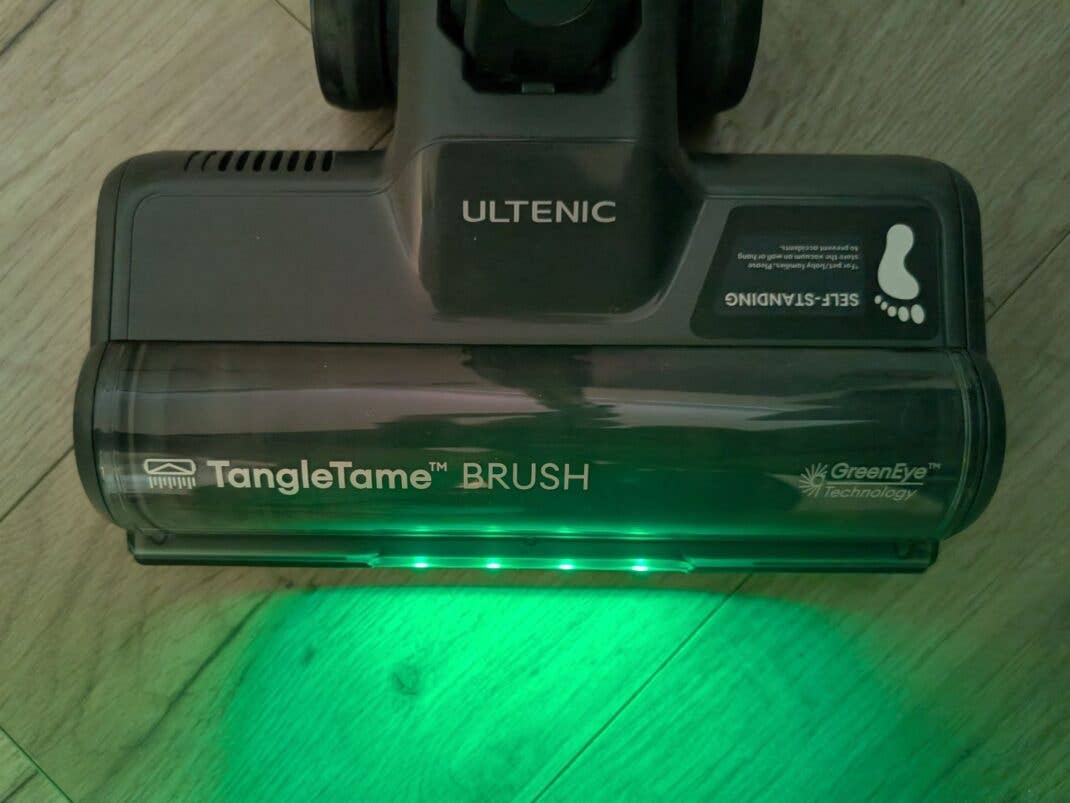 ULTENIC
SELF-STANDING
*For pet/baby families. Please
store the vacuum on wall or hang
to prevent accidents.
TangleTame™ BRUSH
GreenEye™
Technology